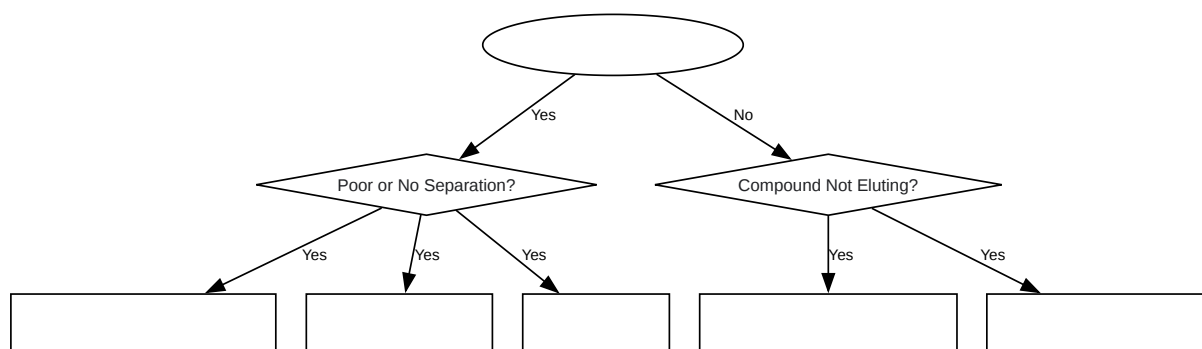 Yes
No
Poor or No Separation?
Compound Not Eluting?
Yes
Yes
Yes
Yes
Yes